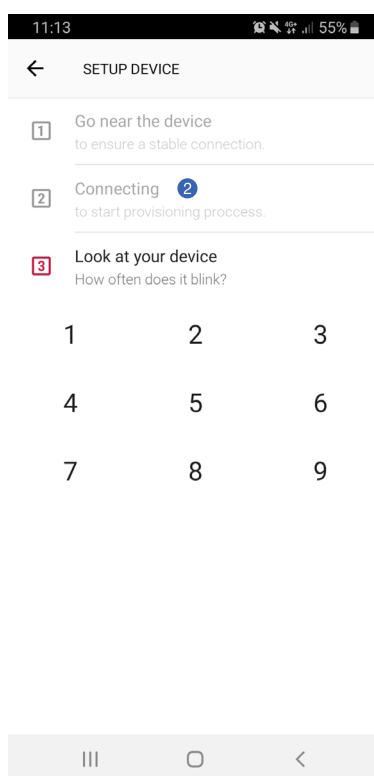 11:13 4G+ 55%
SETUP DEVICE
1 Go near the device
to ensure a stable connection.
2 Connecting 2
to start provisioning proccess.
3 Look at your device
How often does it blink?
1 2 3
4 5 6
7 8 9